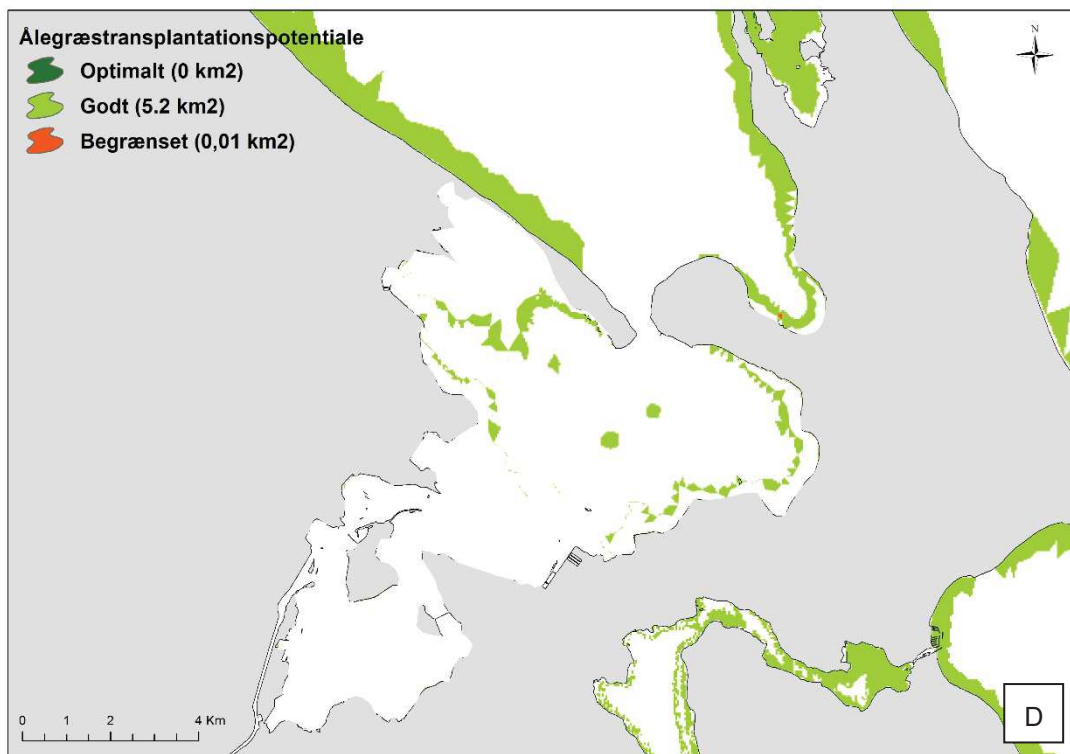 Ålegræstransplantationspotentiale
Optimalt (0 km2)
Godt (5.2 km2)
Begrænset (0,01 km2)
N
0 1 2 4 Km
D